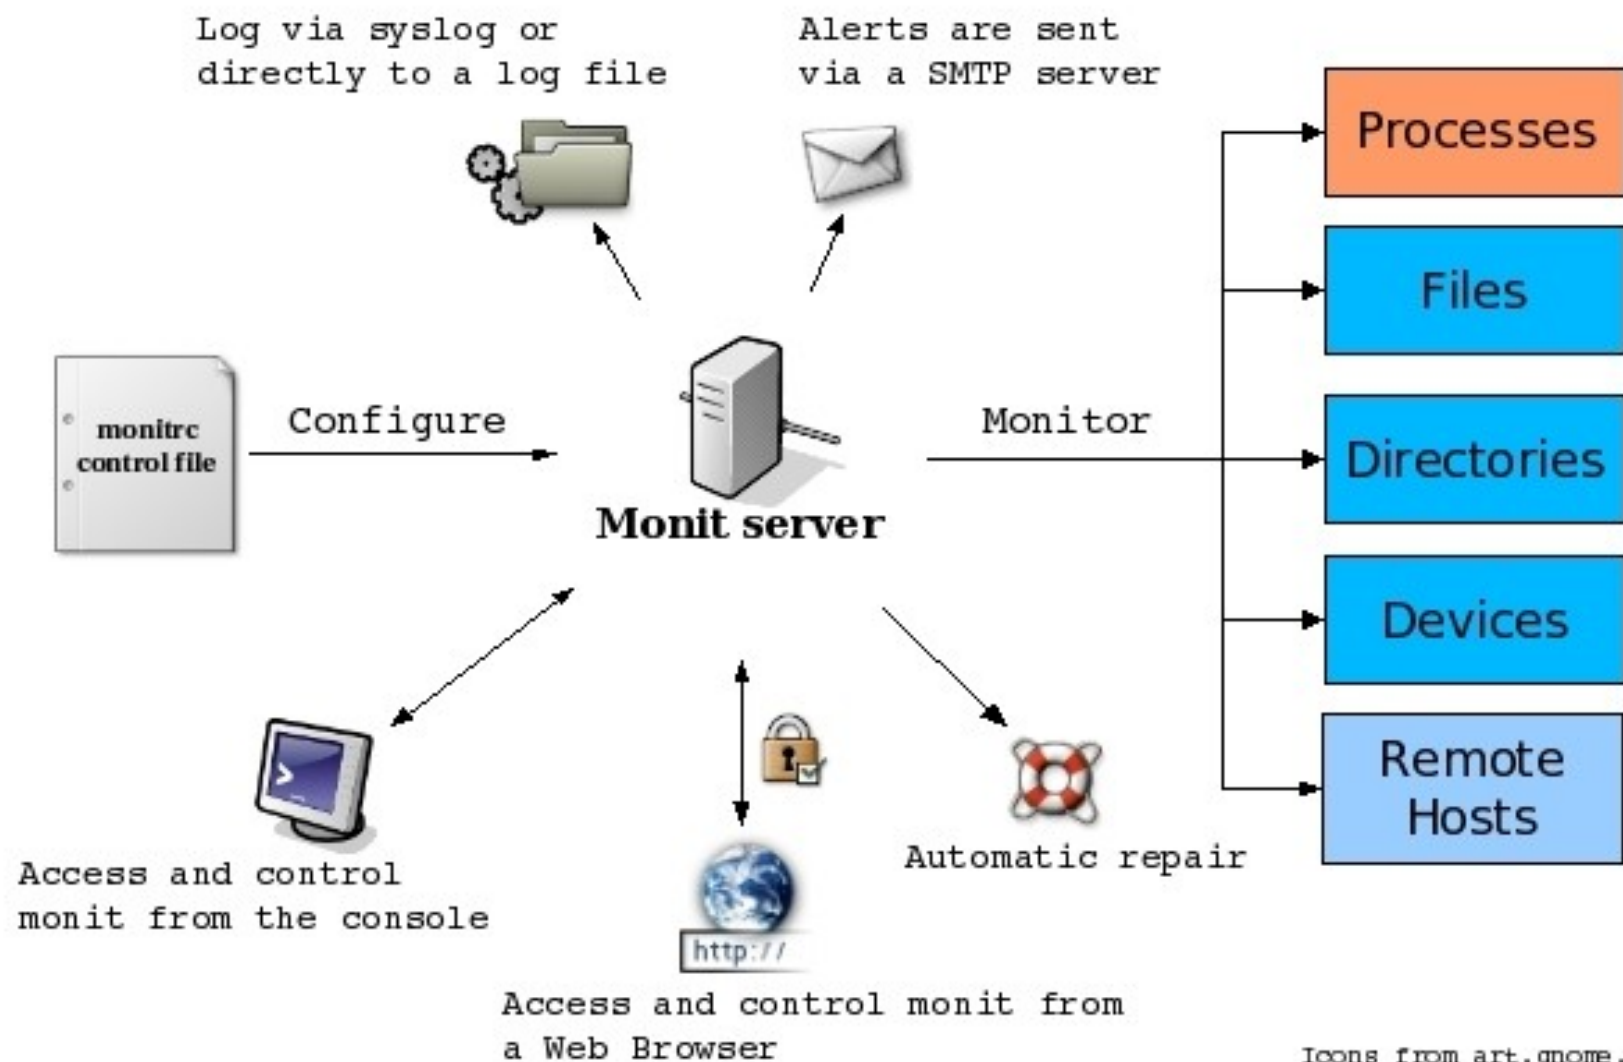 Log via syslog or
directly to a log file
Alerts are sent
via a SMTP server
Processes
Files
monitrc
control file
Configure
Monitor
Directories
Monit server
Devices
Remote
Hosts
Automatic repair
Access and control
monit from the console
http://
Access and control monit from
a Web Browser
Icons from art.gnome.